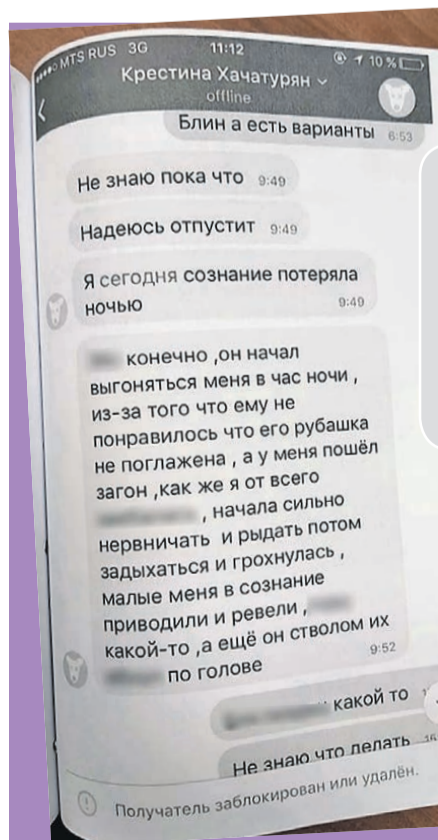 MTS RUS 3G 11:12 10 %
Крестина Хачатурян
offline
Блин а есть варианты 6:53
Не знаю пока что 9:49
Надеюсь отпустит 9:49
Я сегодня сознание потеряла
ночью 9:49
конечно ,он начал
выгоняться меня в час ночи ,
из-за того что ему не
понравилось что его рубашка
не поглажена , а у меня пошёл
загон ,как же я от всего
, начала сильно
нервничать и рыдать потом
задыхаться и грохнулась ,
малые меня в сознание
приводили и ревели ,
какой-то ,а ещё он стволом их
по голове 9:52
какой то
Не знаю что делать
Получатель заблокирован или удалён.